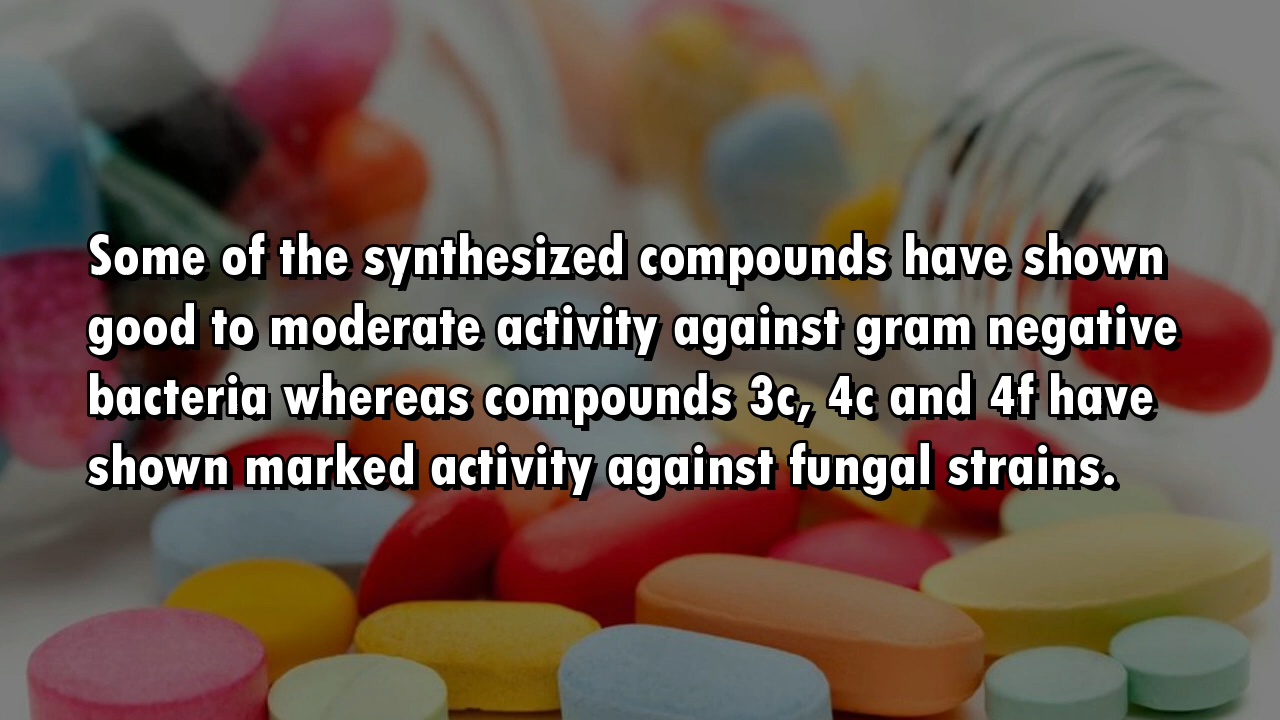 Some of the synthesized compounds have shown
good to moderate activity against gram negative
bacteria whereas compounds 3c, 4c and 4f have
shown marked activity against fungal strains.